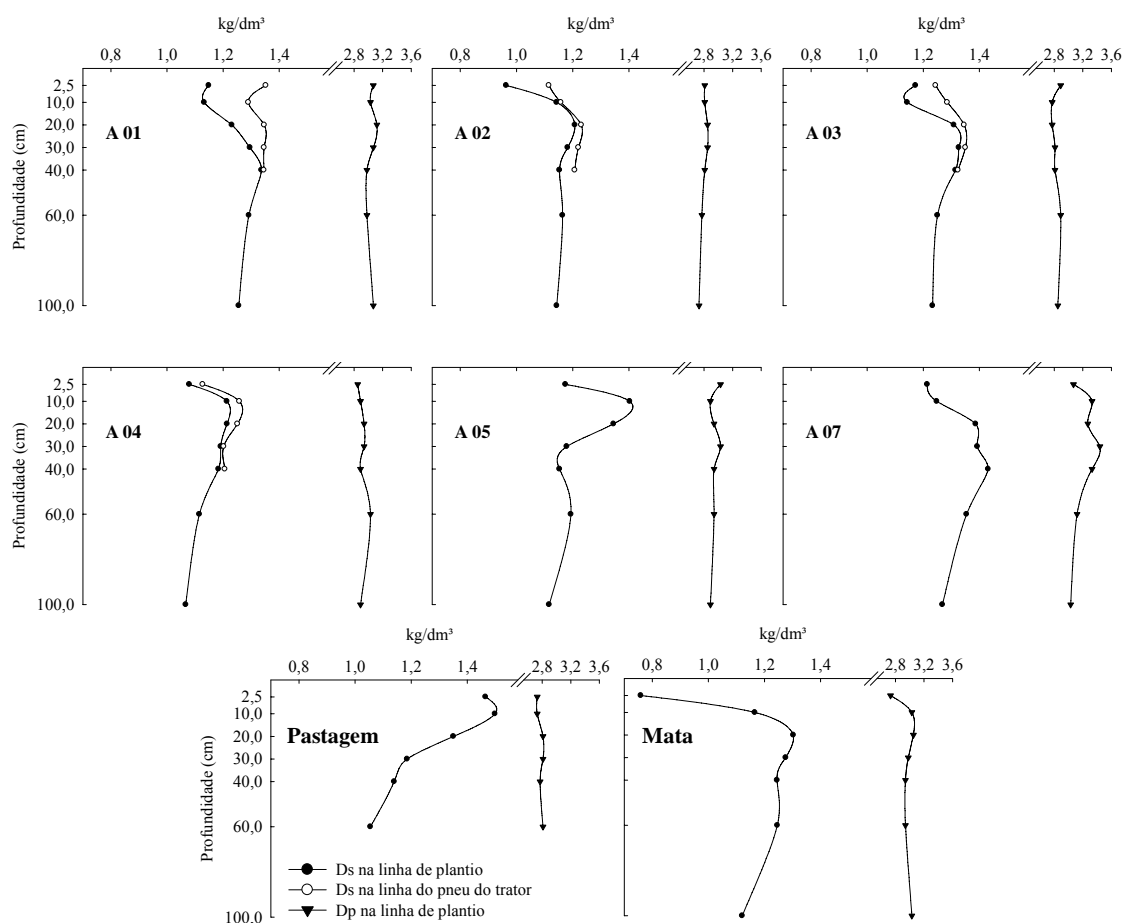 kg/dm³ kg/dm³ kg/dm³
0,8 1,0 1,2 1,4 2,8 3,2 3,6 0,8 1,0 1,2 1,4 2,8 3,2 3,6 0,8 1,0 1,2 1,4 2,8 3,2 3,6
Profundidade (cm)
2,5
10,0
20,0
30,0
40,0
60,0
100,0
A 01 A 02 A 03
Profundidade (cm)
2,5
10,0
20,0
30,0
40,0
60,0
100,0
A 04 A 05 A 07
kg/dm³ kg/dm³
0,8 1,0 1,2 1,4 2,8 3,2 3,6 0,8 1,0 1,2 1,4 2,8 3,2 3,6
Profundidade (cm)
2,5
10,0
20,0
30,0
40,0
60,0
100,0
Pastagem Mata
Ds na linha de plantio
Ds na linha do pneu do trator
Dp na linha de plantio